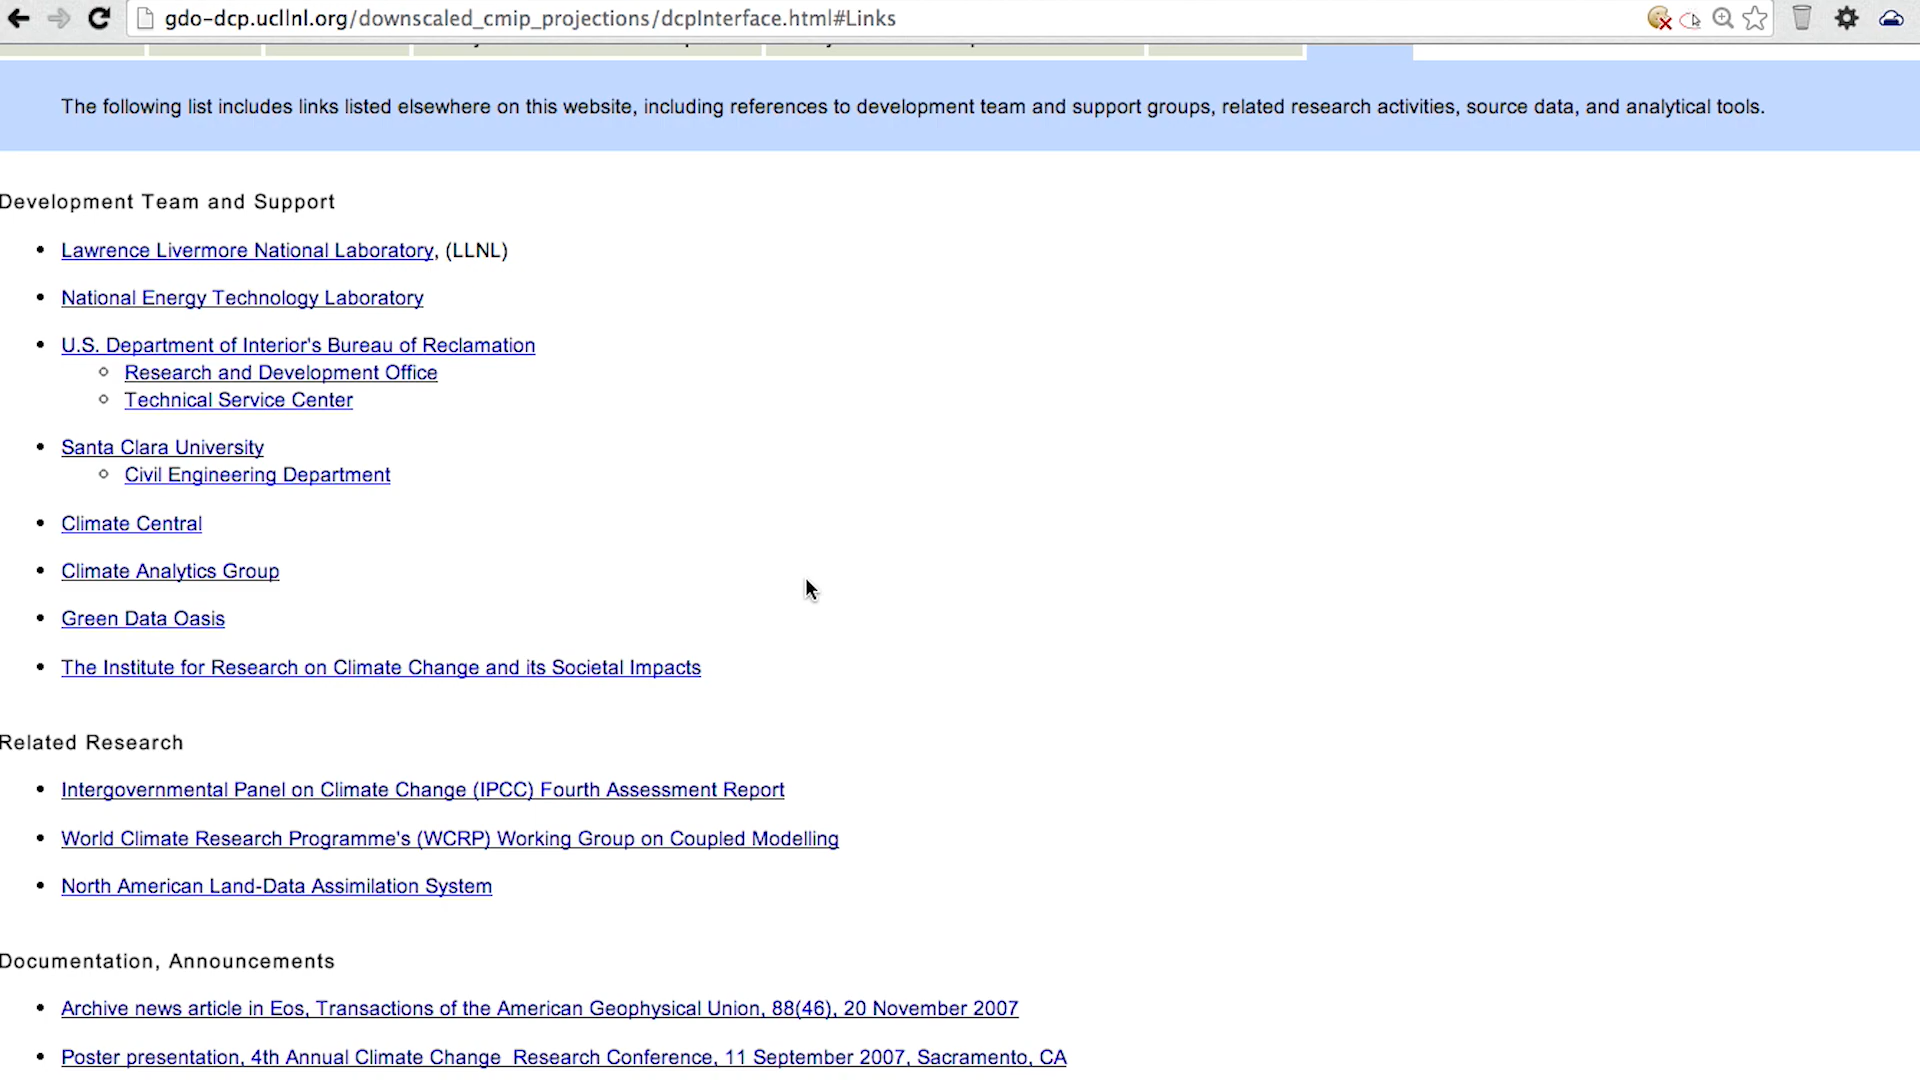 gdo-dcp.ucllnl.org/downscaled_cmip_projections/dcpInterface.html#Links
The following list includes links listed elsewhere on this website, including references to development team and support groups, related research activities, source data, and analytical tools.
Development Team and Support
Lawrence Livermore National Laboratory, (LLNL)
National Energy Technology Laboratory
U.S. Department of Interior's Bureau of Reclamation
Research and Development Office
Technical Service Center
Santa Clara University
Civil Engineering Department
Climate Central
Climate Analytics Group
Green Data Oasis
The Institute for Research on Climate Change and its Societal Impacts
Related Research
Intergovernmental Panel on Climate Change (IPCC) Fourth Assessment Report
World Climate Research Programme's (WCRP) Working Group on Coupled Modelling
North American Land-Data Assimilation System
Documentation, Announcements
Archive news article in Eos, Transactions of the American Geophysical Union, 88(46), 20 November 2007
Poster presentation, 4th Annual Climate Change Research Conference, 11 September 2007, Sacramento, CA